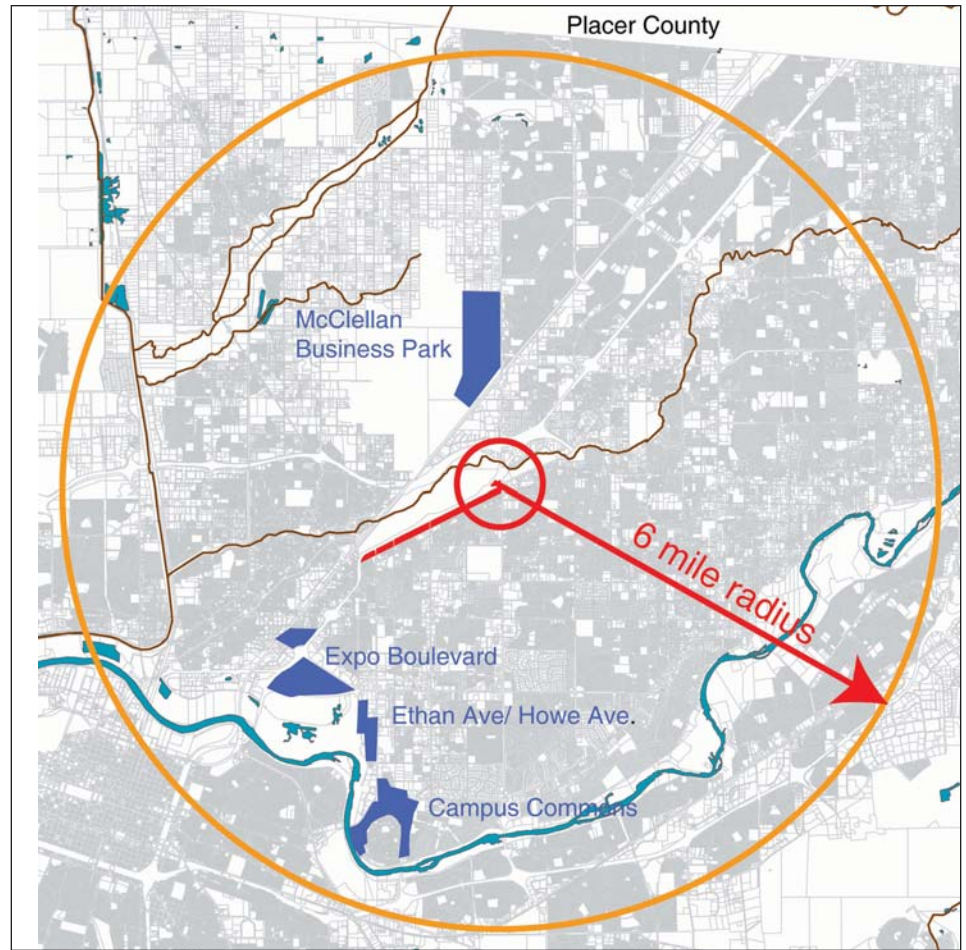 Placer County
McClellan
Business Park
6 mile radius
Expo Boulevard
Ethan Ave/ Howe Ave.
Campus Commons